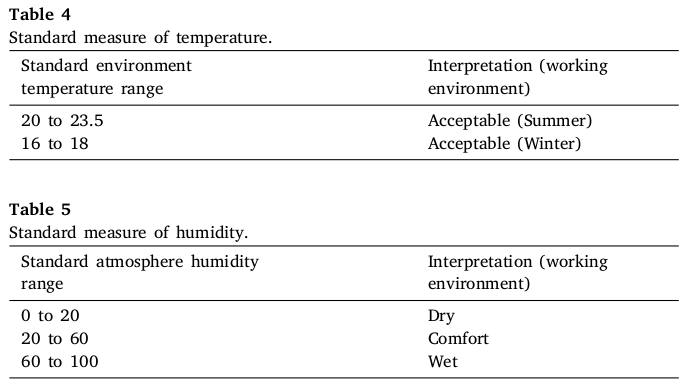 Table 4
Standard measure of temperature.
Standard environment temperature range
Interpretation (working environment)
20 to 23.5 Acceptable (Summer)
16 to 18 Acceptable (Winter)
Table 5
Standard measure of humidity.
Standard atmosphere humidity range
Interpretation (working environment)
0 to 20 Dry
20 to 60 Comfort
60 to 100 Wet